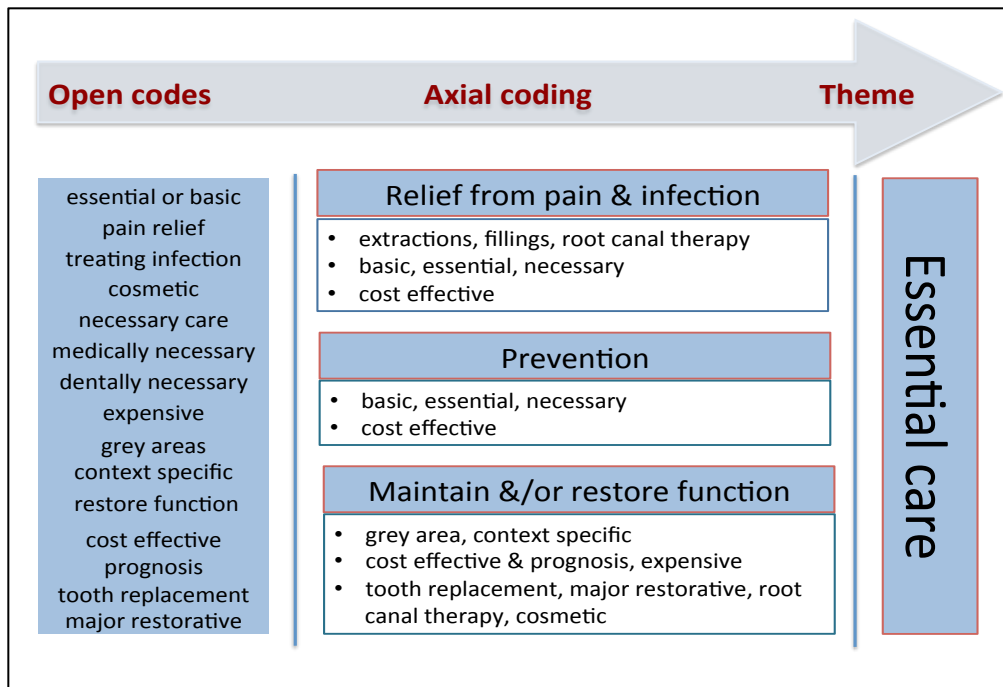 Open codes
Axial coding
Theme
essential or basic
pain relief
treating infection
cosmetic
necessary care
medically necessary
dentally necessary
expensive
grey areas
context specific
restore function
cost effective
prognosis
tooth replacement
major restorative
Relief from pain & infection
• extractions, fillings, root canal therapy
• basic, essential, necessary
• cost effective
Prevention
• basic, essential, necessary
• cost effective
Maintain &/or restore function
• grey area, context specific
• cost effective & prognosis, expensive
• tooth replacement, major restorative, root
canal therapy, cosmetic
Essential care